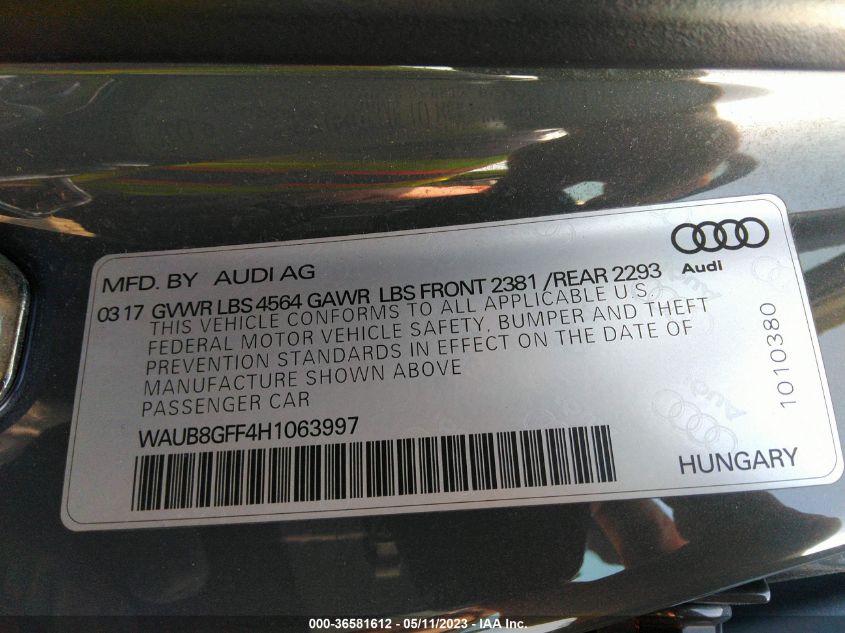 MFD. BY AUDI AG
Audi
03 17 GVWR LBS 4564 GAWR LBS FRONT 2381 /REAR 2293
THIS VEHICLE CONFORMS TO ALL APPLICABLE U.S.
FEDERAL MOTOR VEHICLE SAFETY, BUMPER AND THEFT
PREVENTION STANDARDS IN EFFECT ON THE DATE OF
MANUFACTURE SHOWN ABOVE
PASSENGER CAR
WAUB8GFF4H1063997
1010380
HUNGARY
000-36581612 - 05/11/2023 - IAA Inc.